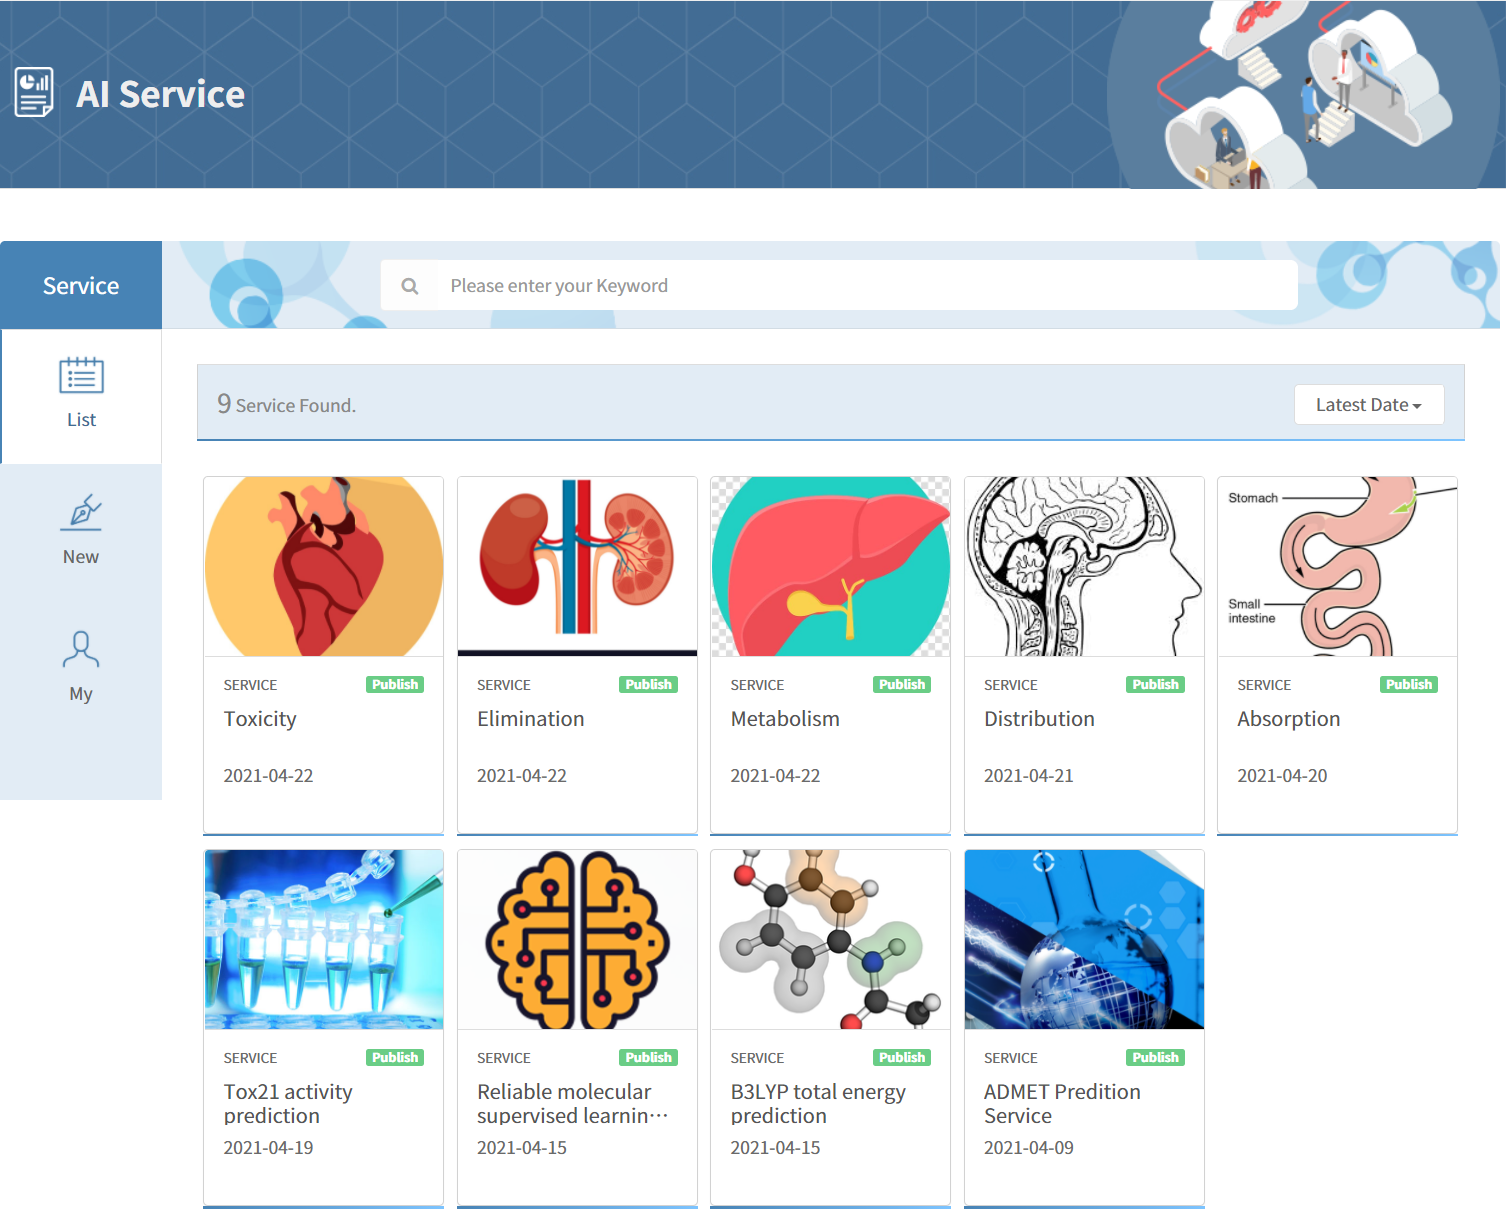 AI Service
Service
Please enter your Keyword
List
New
My
9 Service Found.
Latest Date
Stomach
Small
intestine
SERVICE Publish
Toxicity
2021-04-22
SERVICE Publish
Elimination
2021-04-22
SERVICE Publish
Metabolism
2021-04-22
SERVICE Publish
Distribution
2021-04-21
SERVICE Publish
Absorption
2021-04-20
SERVICE Publish
Tox21 activity
prediction
2021-04-19
SERVICE Publish
Reliable molecular
supervised learnin···
2021-04-15
SERVICE Publish
B3LYP total energy
prediction
2021-04-15
SERVICE Publish
ADMET Predition
Service
2021-04-09